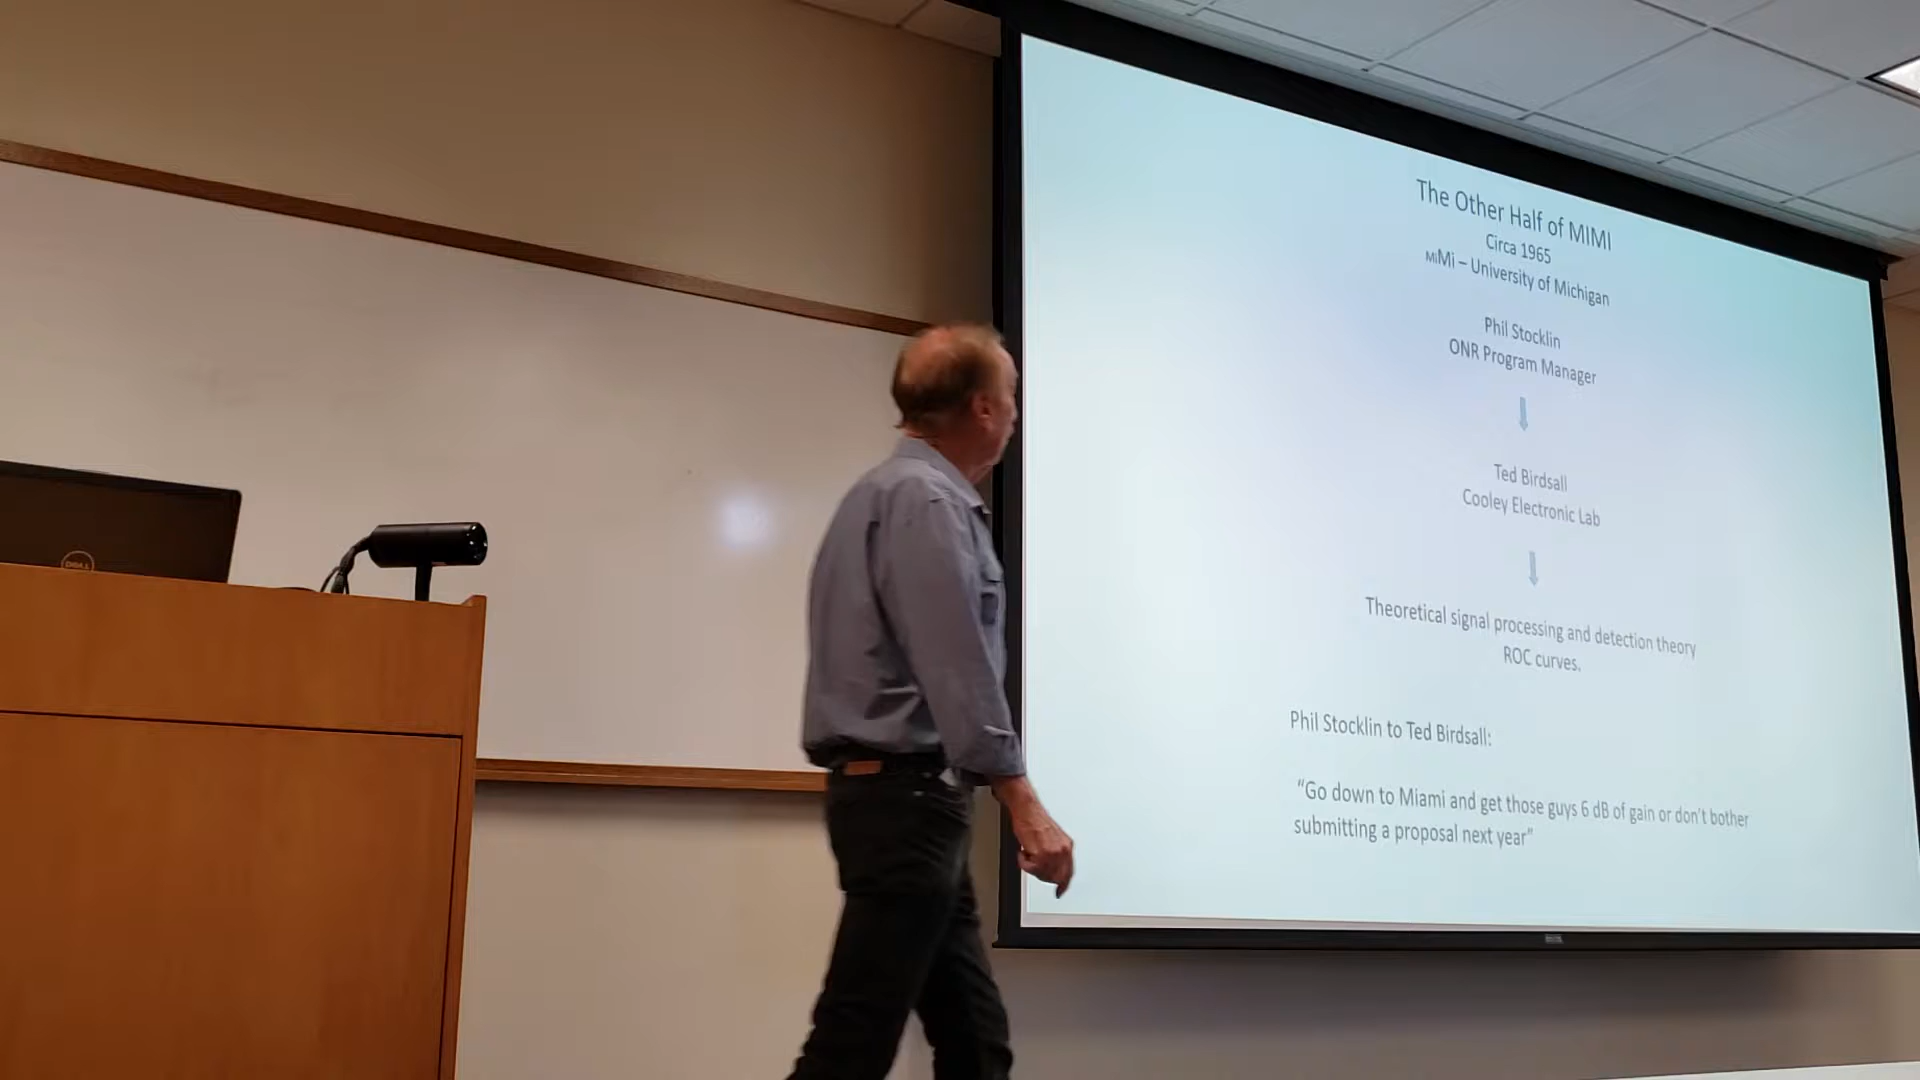 The Other Half of MIMI
Circa 1965
MiMi – University of Michigan
Phil Stocklin
ONR Program Manager
Ted Birdsall
Cooley Electronic Lab
Theoretical signal processing and detection theory
ROC curves.
Phil Stocklin to Ted Birdsall:
“Go down to Miami and get those guys 6 dB of gain or don’t bother
submitting a proposal next year”
DELL